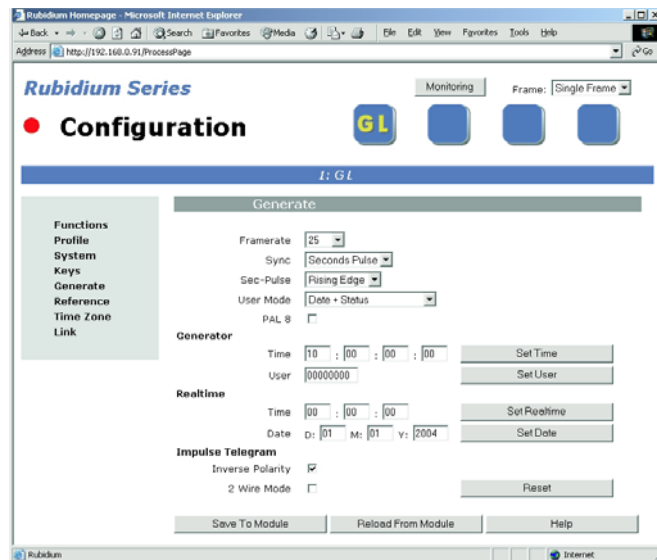 Rubidium Homepage - Microsoft Internet Explorer
Back Search Favorites Media File Edit View Favorites Tools Help
Address http://192.168.0.91/ProcessPage Go
Rubidium Series
Monitoring Frame: Single Frame
Configuration
GL
1: GL
Functions
Profile
System
Keys
Generate
Reference
Time Zone
Link
Generate
Framerate 25
Sync Seconds Pulse
Sec-Pulse Rising Edge
User Mode Date + Status
PAL 8
Generator
Time 10 : 00 : 00 : 00 Set Time
User 00000000 Set User
Realtime
Time 00 : 00 : 00 Set Realtime
Date D: 01 M: 01 Y: 2004 Set Date
Impulse Telegram
Inverse Polarity
2 Wire Mode Reset
Save To Module Reload From Module Help
Rubidium Internet